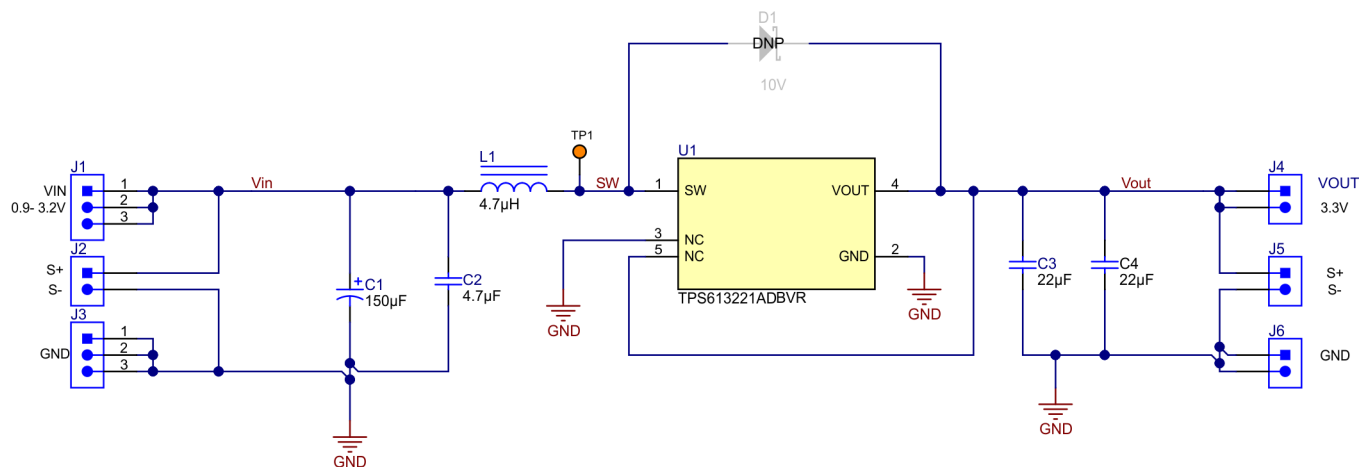 D1
DNP
10V
TP1
L1
4.7µH
SW
U1
1
SW
VOUT
4
3
NC
5
NC
GND
2
TPS613221ADBVR
GND
GND
J1
VIN
0.9- 3.2V
1
2
3
Vin
J2
S+
S-
J3
GND
1
2
3
C1
150µF
+
C2
4.7µF
GND
C3
22µF
C4
22µF
Vout
GND
J4
VOUT
3.3V
J5
S+
S-
J6
GND